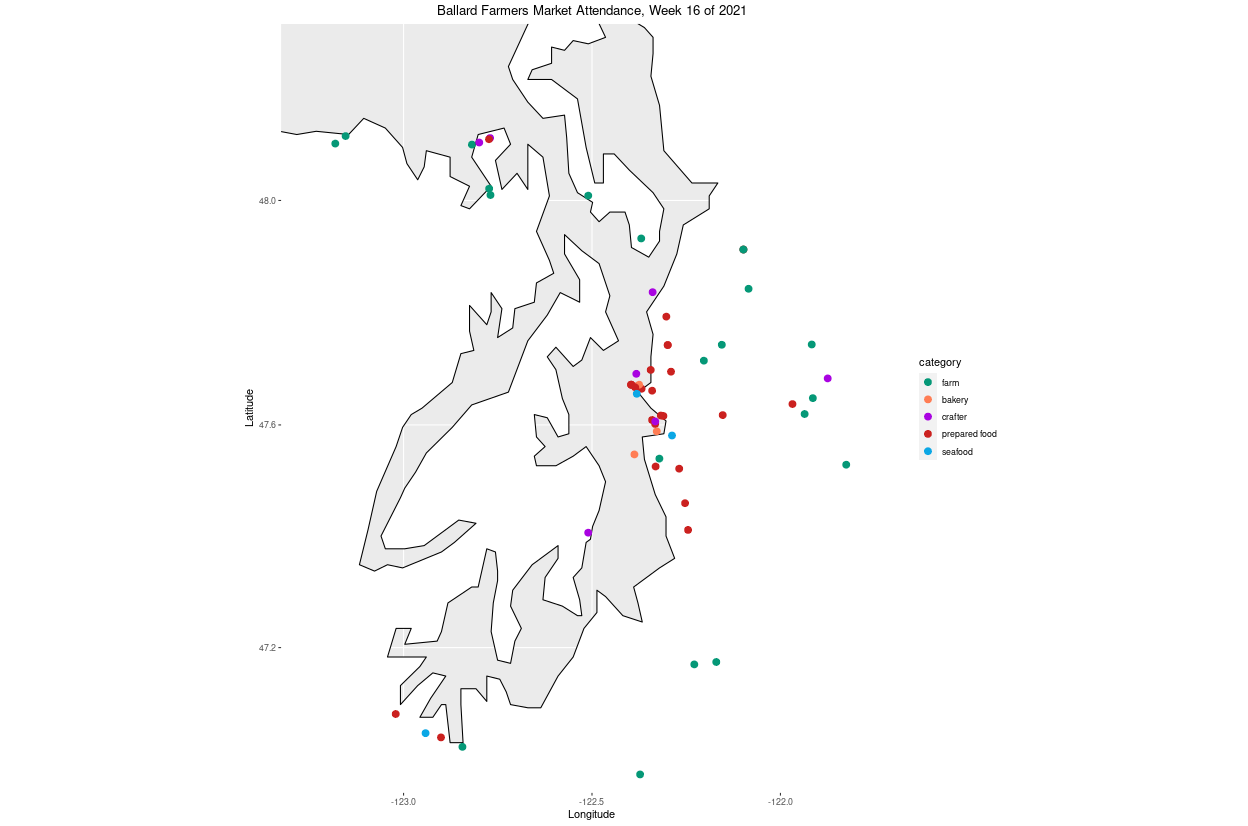 Ballard Farmers Market Attendance, Week 16 of 2021
48.0
47.6
47.2
Latitude
-123.0
-122.5
-122.0
Longitude
category
farm
bakery
crafter
prepared food
seafood